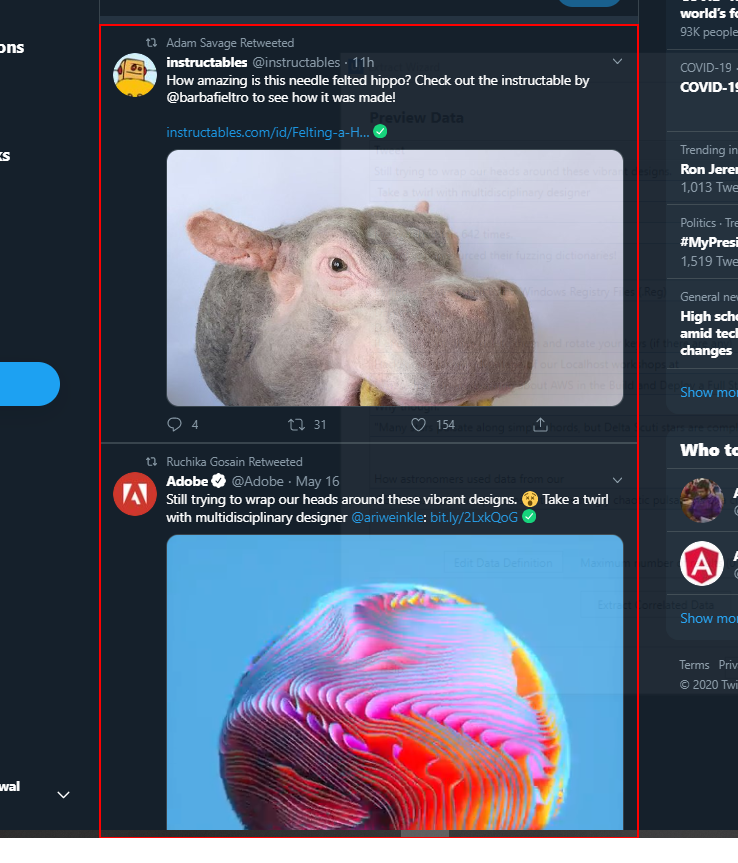 ons
ks
wal
Adam Savage Retweeted
instructables @instructables · 11h
How amazing is this needle felted hippo? Check out the instructable by
@barbafieltro to see how it was made!
instructables.com/id/Felting-a-H...
4 31 154
Ruchika Gosain Retweeted
Adobe @Adobe · May 16
Still trying to wrap our heads around these vibrant designs. 😵 Take a twirl
with multidisciplinary designer @ariweinkle: bit.ly/2LxkQoG
Preview Data
Still trying to wrap our heads around these vibrant designs
Take a twirl with multidisciplinary designer
Edit Data Definition
Extract Correlated Data
world's fo
93K people
COVID-19 ·
COVID-19
Trending in
Ron Jerem
1,013 Twe
Politics · Tre
#MyPresi
1,519 Twe
General new
High scho
amid tech
changes
Show mor
Who to
Show mor
Terms Priv
© 2020 Twi